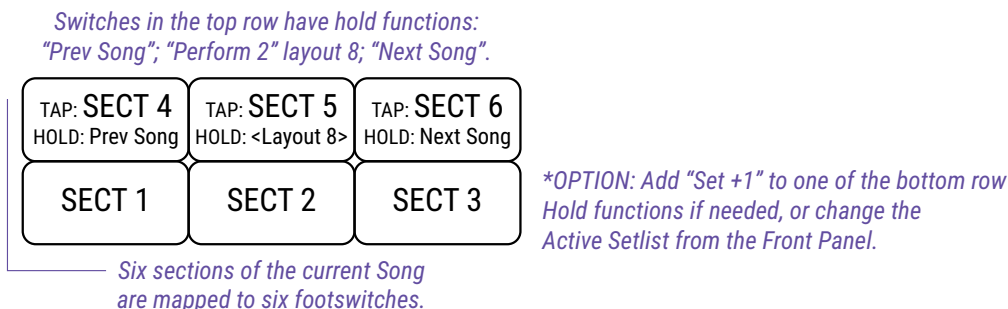 Switches in the top row have hold functions:
“Prev Song”; “Perform 2” layout 8; “Next Song”.
TAP: SECT 4
HOLD: Prev Song
TAP: SECT 5
HOLD: <Layout 8>
TAP: SECT 6
HOLD: Next Song
SECT 1
SECT 2
SECT 3
*OPTION: Add “Set +1” to one of the bottom row
Hold functions if needed, or change the
Active Setlist from the Front Panel.
Six sections of the current Song
are mapped to six footswitches.